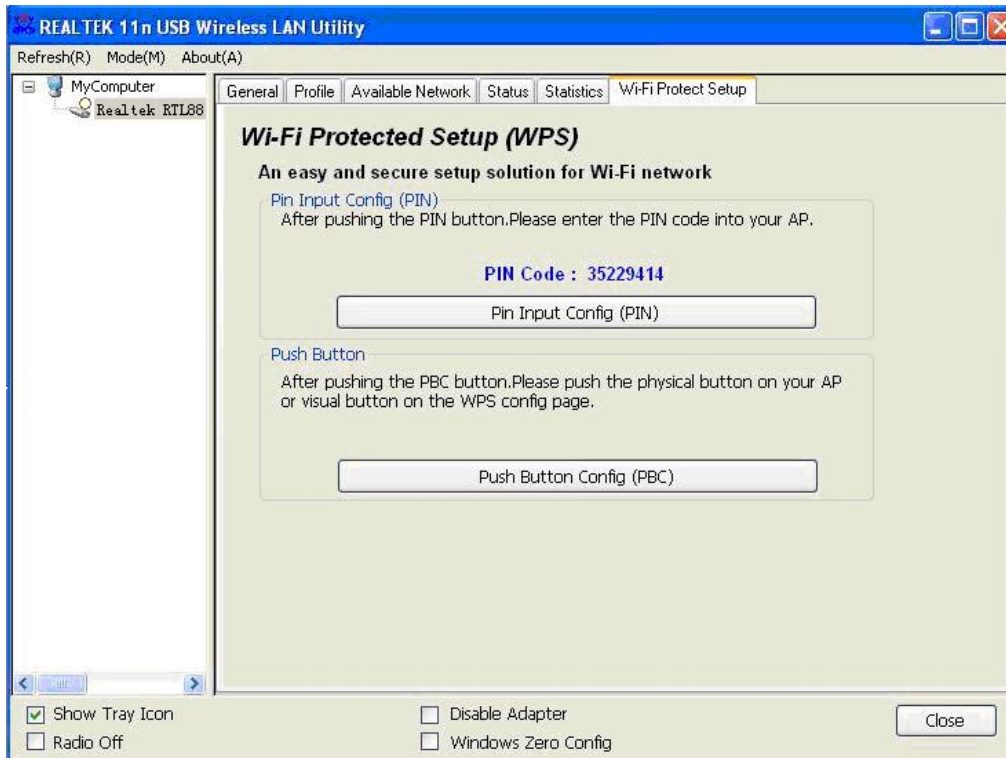 REALTEK 11n USB Wireless LAN Utility
Refresh(R) Mode(M) About(A)
MyComputer
Realtek RTL88
General Profile Available Network Status Statistics Wi-Fi Protect Setup
Wi-Fi Protected Setup (WPS)
An easy and secure setup solution for Wi-Fi network
Pin Input Config (PIN)
After pushing the PIN button.Please enter the PIN code into your AP.
PIN Code : 35229414
Pin Input Config (PIN)
Push Button
After pushing the PBC button.Please push the physical button on your AP
or visual button on the WPS config page.
Push Button Config (PBC)
Show Tray Icon
Radio Off
Disable Adapter
Windows Zero Config
Close